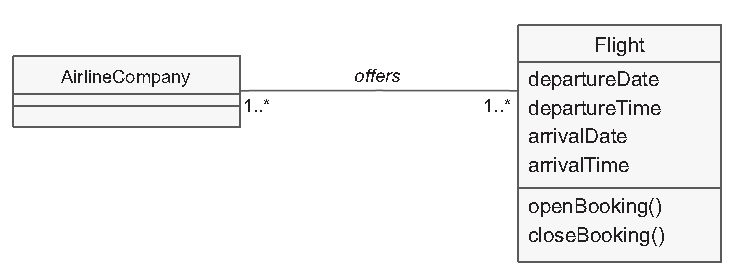 AirlineCompany
offers
1..*
1..*
Flight
departureDate
departureTime
arrivalDate
arrivalTime
openBooking()
closeBooking()